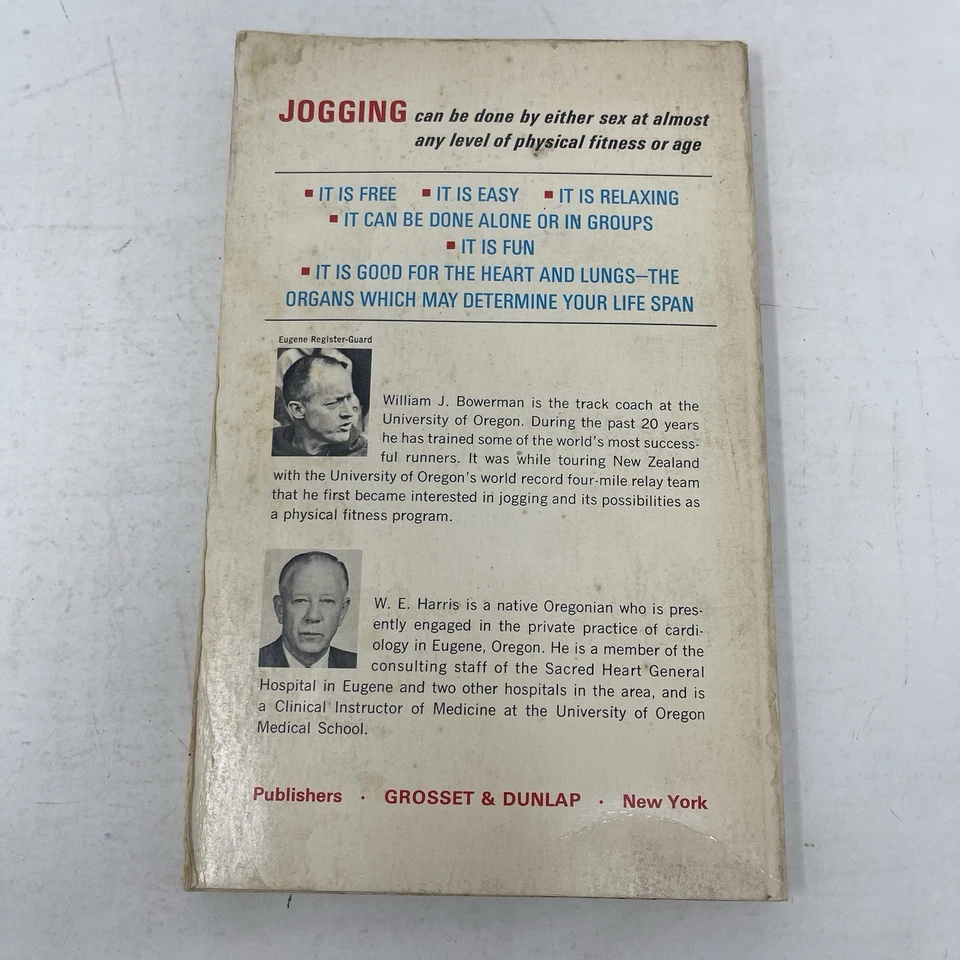 JOGGING can be done by either sex at almost
any level of physical fitness or age
▪ IT IS FREE ▪ IT IS EASY ▪ IT IS RELAXING
▪ IT CAN BE DONE ALONE OR IN GROUPS
▪ IT IS FUN
▪ IT IS GOOD FOR THE HEART AND LUNGS—THE
ORGANS WHICH MAY DETERMINE YOUR LIFE SPAN
Eugene Register-Guard
William J. Bowerman is the track coach at the
University of Oregon. During the past 20 years
he has trained some of the world's most success-
ful runners. It was while touring New Zealand
with the University of Oregon's world record four-mile relay team
that he first became interested in jogging and its possibilities as
a physical fitness program.
W. E. Harris is a native Oregonian who is pres-
ently engaged in the private practice of cardi-
ology in Eugene, Oregon. He is a member of the
consulting staff of the Sacred Heart General
Hospital in Eugene and two other hospitals in the area, and is
a Clinical Instructor of Medicine at the University of Oregon
Medical School.
Publishers · GROSSET & DUNLAP · New York